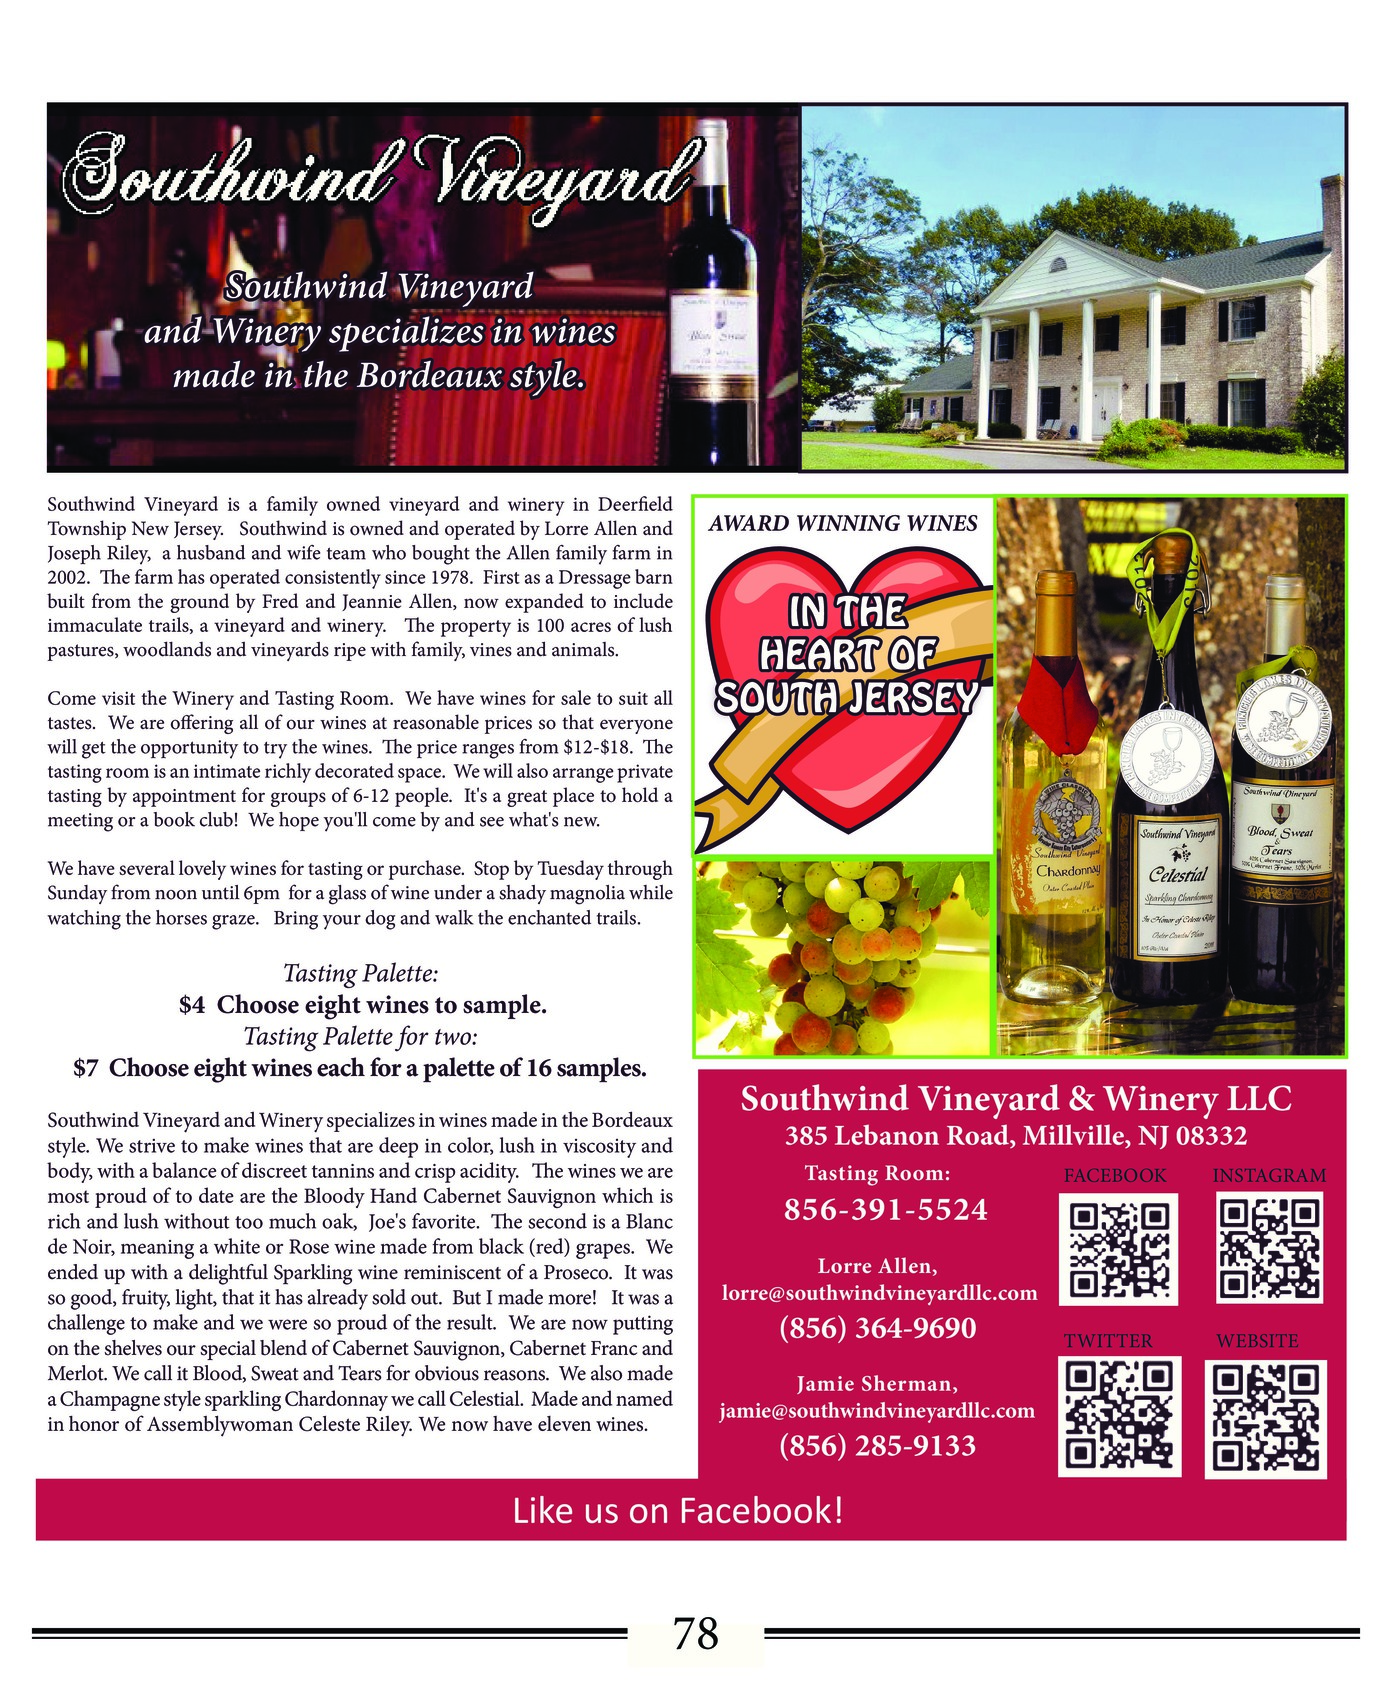 Southwind Vineyard
Southwind Vineyard
and Winery specializes in wines
made in the Bordeaux style.
Southwind Vineyard is a family owned vineyard and winery in Deerfield
Township New Jersey. Southwind is owned and operated by Lorre Allen and
Joseph Riley, a husband and wife team who bought the Allen family farm in
2002. The farm has operated consistently since 1978. First as a Dressage barn
built from the ground by Fred and Jeannie Allen, now expanded to include
immaculate trails, a vineyard and winery. The property is 100 acres of lush
pastures, woodlands and vineyards ripe with family, vines and animals.
Come visit the Winery and Tasting Room. We have wines for sale to suit all
tastes. We are offering all of our wines at reasonable prices so that everyone
will get the opportunity to try the wines. The price ranges from $12-$18. The
tasting room is an intimate richly decorated space. We will also arrange private
tasting by appointment for groups of 6-12 people. It's a great place to hold a
meeting or a book club! We hope you'll come by and see what's new.
We have several lovely wines for tasting or purchase. Stop by Tuesday through
Sunday from noon until 6pm for a glass of wine under a shady magnolia while
watching the horses graze. Bring your dog and walk the enchanted trails.
Tasting Palette:
$4 Choose eight wines to sample.
Tasting Palette for two:
$7 Choose eight wines each for a palette of 16 samples.
Southwind Vineyard and Winery specializes in wines made in the Bordeaux
style. We strive to make wines that are deep in color, lush in viscosity and
body, with a balance of discreet tannins and crisp acidity. The wines we are
most proud of to date are the Bloody Hand Cabernet Sauvignon which is
rich and lush without too much oak, Joe's favorite. The second is a Blanc
de Noir, meaning a white or Rose wine made from black (red) grapes. We
ended up with a delightful Sparkling wine reminiscent of a Proseco. It was
so good, fruity, light, that it has already sold out. But I made more! It was a
challenge to make and we were so proud of the result. We are now putting
on the shelves our special blend of Cabernet Sauvignon, Cabernet Franc and
Merlot. We call it Blood, Sweat and Tears for obvious reasons. We also made
a Champagne style sparkling Chardonnay we call Celestial. Made and named
in honor of Assemblywoman Celeste Riley. We now have eleven wines.
AWARD WINNING WINES
IN THE
HEART OF
SOUTH JERSEY
Southwind Vineyard
Chardonnay
Outer Coastal Plain
Southwind Vineyard
Celestial
Sparkling Chardonnay
In Honor of Celeste Riley
Outer Coastal Plain
Southwind Vineyard
Blood, Sweat
&
Tears
FINGER LAKES INTERNATIONAL
WINE COMPETITION
Southwind Vineyard & Winery LLC
385 Lebanon Road, Millville, NJ 08332
Tasting Room:
856-391-5524
Lorre Allen,
lorre@southwindvineyardllc.com
(856) 364-9690
Jamie Sherman,
jamie@southwindvineyardllc.com
(856) 285-9133
FACEBOOK
INSTAGRAM
TWITTER
WEBSITE
Like us on Facebook!
78